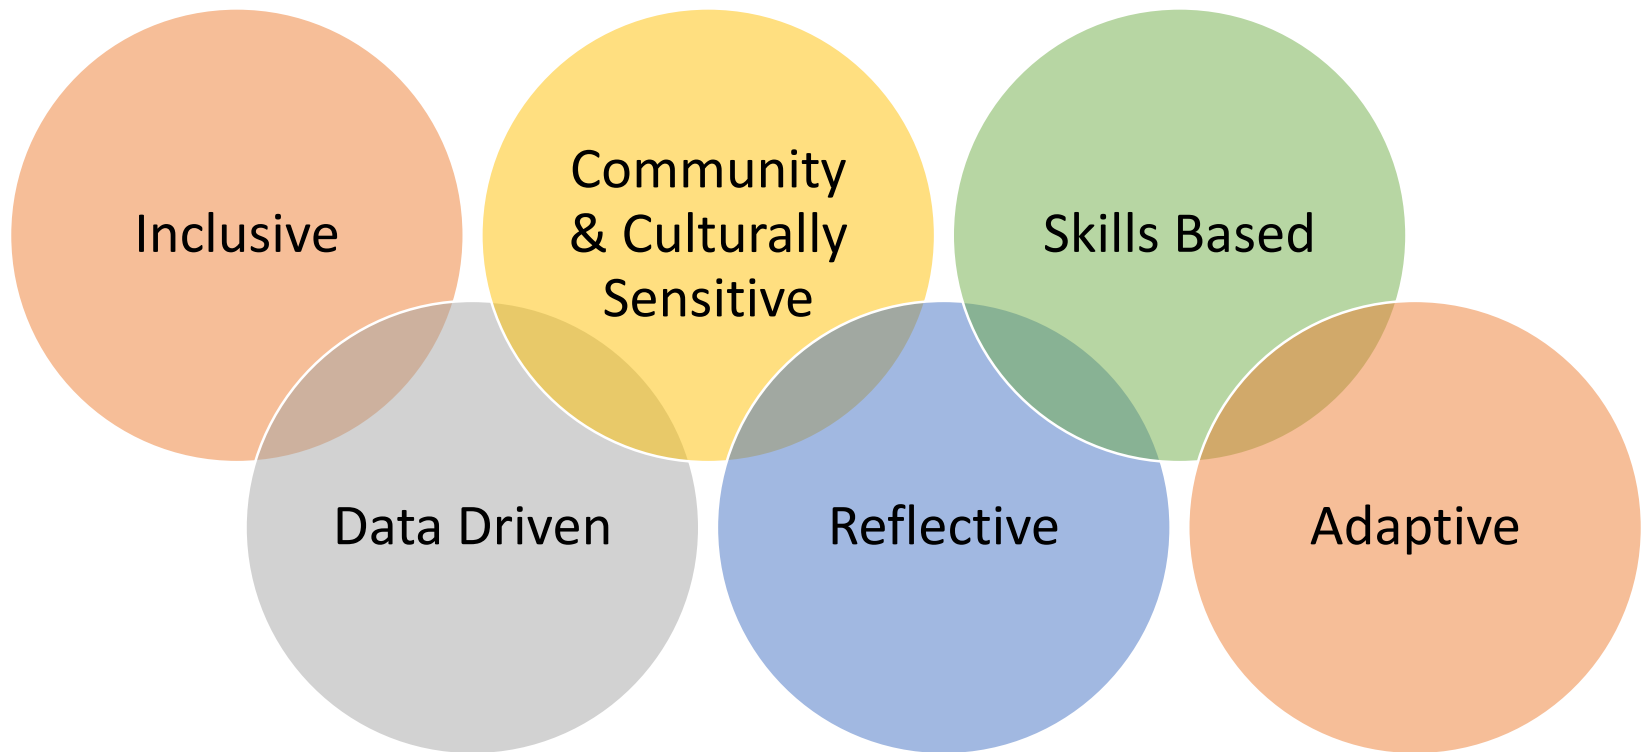 Inclusive
Community
& Culturally
Sensitive
Skills Based
Data Driven
Reflective
Adaptive